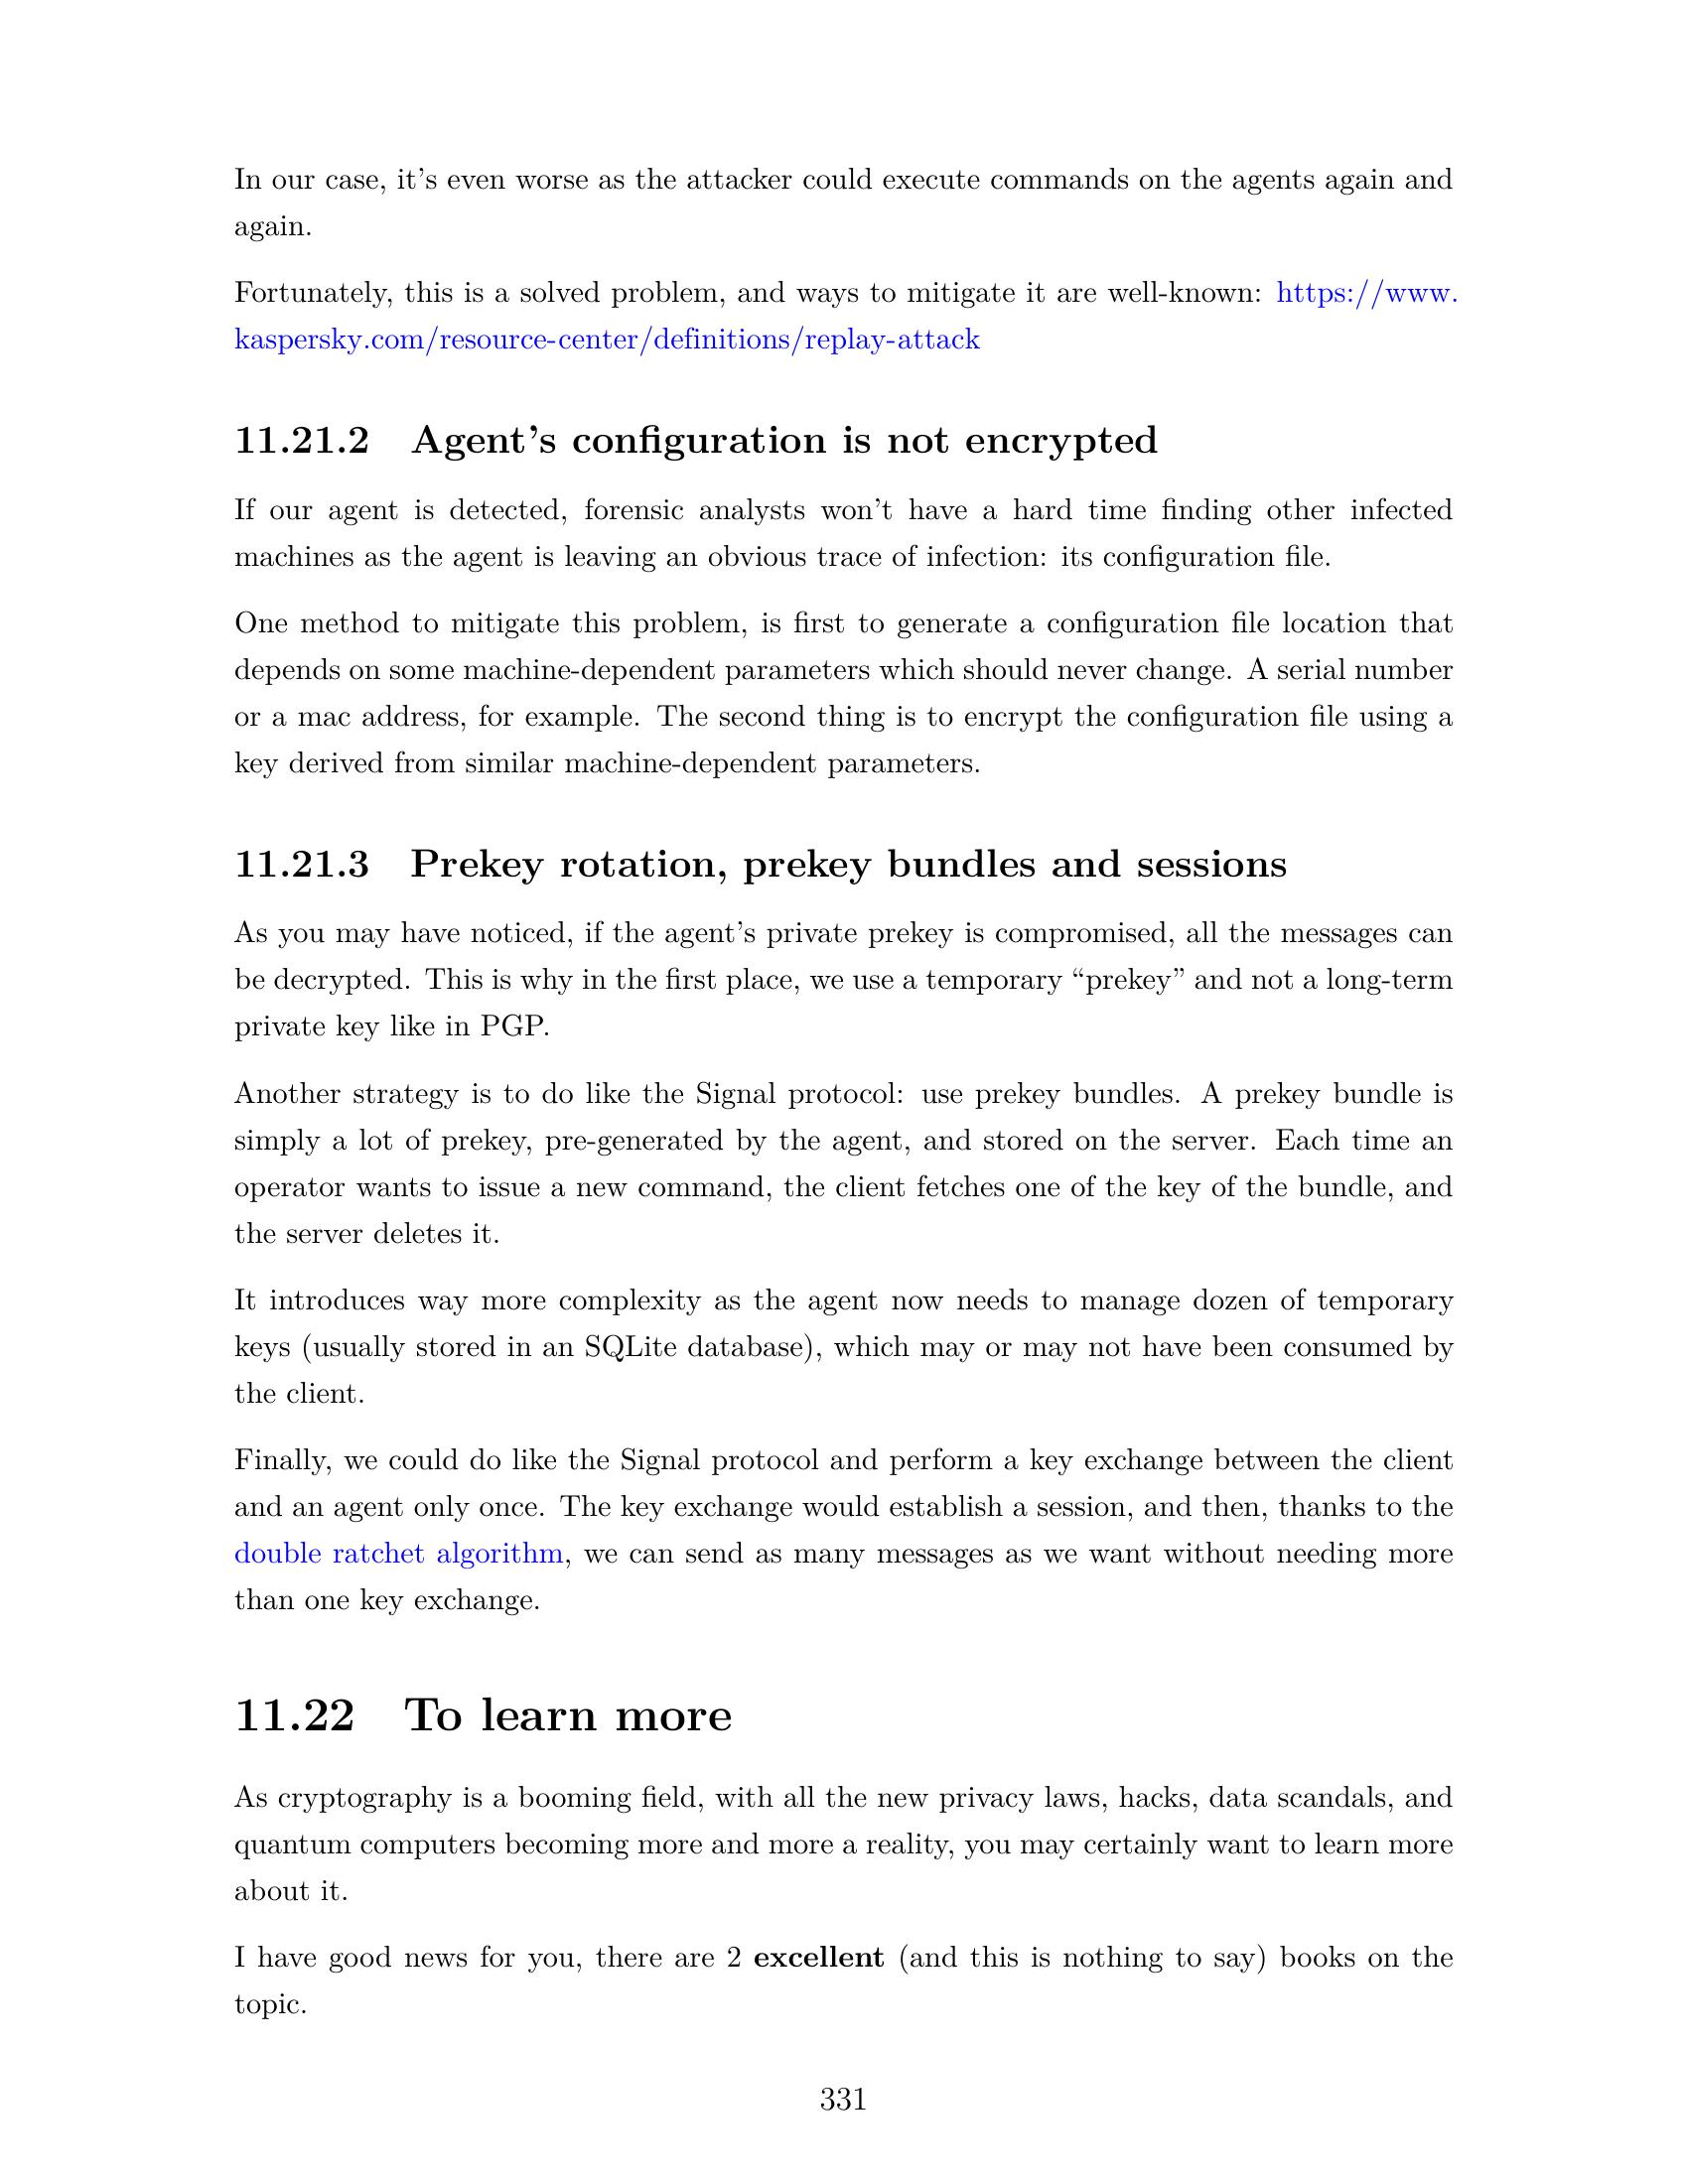 In our case, it's even worse as the attacker could execute commands on the agents again and
again.
Fortunately, this is a solved problem, and ways to mitigate it are well-known: https://www.
kaspersky.com/resource-center/definitions/replay-attack
11.21.2 Agent's configuration is not encrypted
If our agent is detected, forensic analysts won't have a hard time finding other infected
machines as the agent is leaving an obvious trace of infection: its configuration file.
One method to mitigate this problem, is first to generate a configuration file location that
depends on some machine-dependent parameters which should never change. A serial number
or a mac address, for example. The second thing is to encrypt the configuration file using a
key derived from similar machine-dependent parameters.
11.21.3 Prekey rotation, prekey bundles and sessions
As you may have noticed, if the agent's private prekey is compromised, all the messages can
be decrypted. This is why in the first place, we use a temporary “prekey” and not a long-term
private key like in PGP.
Another strategy is to do like the Signal protocol: use prekey bundles. A prekey bundle is
simply a lot of prekey, pre-generated by the agent, and stored on the server. Each time an
operator wants to issue a new command, the client fetches one of the key of the bundle, and
the server deletes it.
It introduces way more complexity as the agent now needs to manage dozen of temporary
keys (usually stored in an SQLite database), which may or may not have been consumed by
the client.
Finally, we could do like the Signal protocol and perform a key exchange between the client
and an agent only once. The key exchange would establish a session, and then, thanks to the
double ratchet algorithm, we can send as many messages as we want without needing more
than one key exchange.
11.22 To learn more
As cryptography is a booming field, with all the new privacy laws, hacks, data scandals, and
quantum computers becoming more and more a reality, you may certainly want to learn more
about it.
I have good news for you, there are 2 excellent (and this is nothing to say) books on the
topic.
331